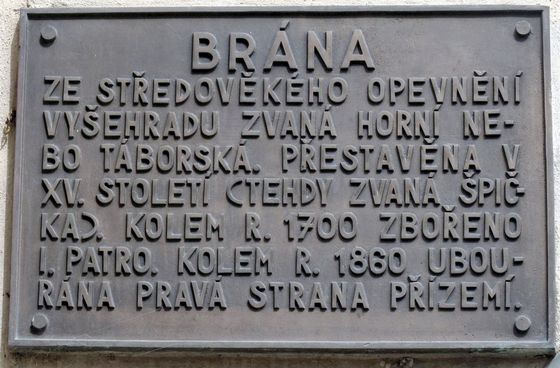 BRÁNA
ZE STŘEDOVĚKÉHO OPEVNĚNÍ
VYŠEHRADU ZVANÁ HORNÍ NE-
BO TÁBORSKÁ. PŘESTAVĚNA V
XV. STOLETÍ (TEHDY ZVANÁ ŠPIČ-
KA). KOLEM R. 1700 ZBOŘENO
I. PATRO. KOLEM R. 1860 UBOU-
RÁNA PRAVÁ STRANA PŘÍZEMÍ.